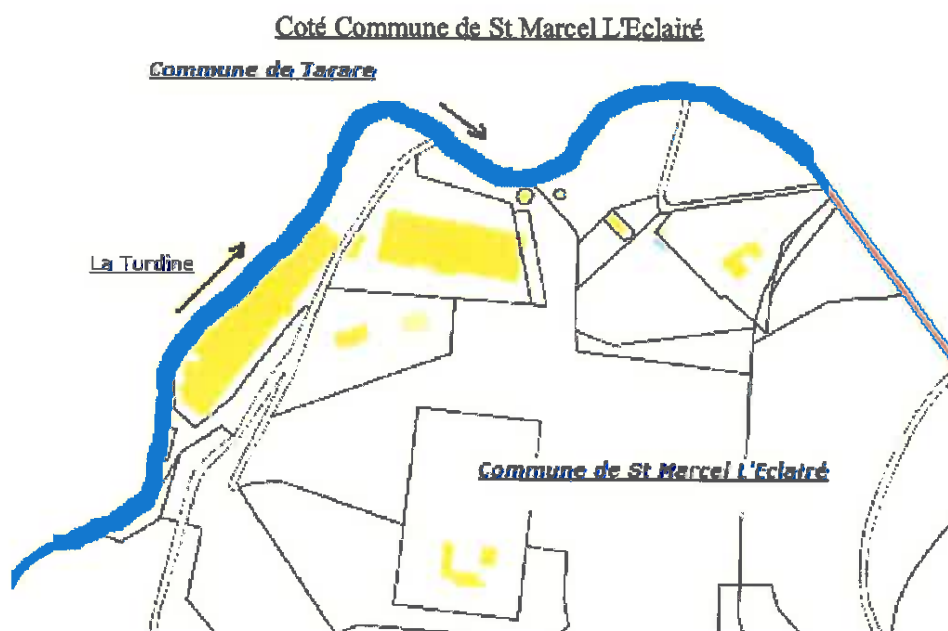 Coté Commune de St Marcel L'Eclairé
Commune de Tarare
La Turdine
Commune de St Marcel L'Eclairé